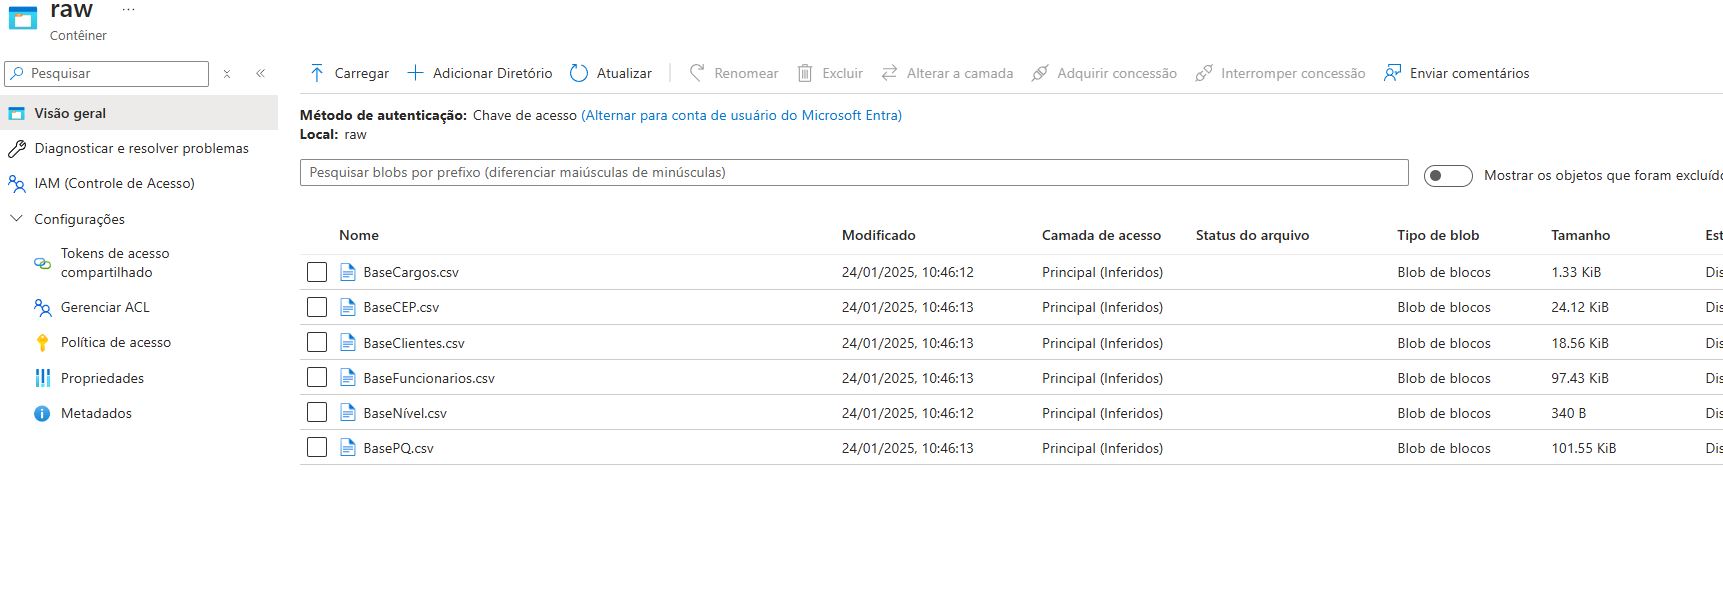 raw ...
Contêiner
Pesquisar
Carregar Adicionar Diretório Atualizar Renomear Excluir Alterar a camada Adquirir concessão Interromper concessão Enviar comentários
Visão geral
Diagnosticar e resolver problemas
IAM (Controle de Acesso)
Configurações
Tokens de acesso
compartilhado
Gerenciar ACL
Política de acesso
Propriedades
Metadados
Método de autenticação: Chave de acesso (Alternar para conta de usuário do Microsoft Entra)
Local: raw
Pesquisar blobs por prefixo (diferenciar maiúsculas de minúsculas)
Mostrar os objetos que foram excluído
Nome Modificado Camada de acesso Status do arquivo Tipo de blob Tamanho Est
BaseCargos.csv 24/01/2025, 10:46:12 Principal (Inferidos) Blob de blocos 1.33 KiB Dis
BaseCEP.csv 24/01/2025, 10:46:13 Principal (Inferidos) Blob de blocos 24.12 KiB Dis
BaseClientes.csv 24/01/2025, 10:46:13 Principal (Inferidos) Blob de blocos 18.56 KiB Dis
BaseFuncionarios.csv 24/01/2025, 10:46:13 Principal (Inferidos) Blob de blocos 97.43 KiB Dis
BaseNível.csv 24/01/2025, 10:46:12 Principal (Inferidos) Blob de blocos 340 B Dis
BasePQ.csv 24/01/2025, 10:46:13 Principal (Inferidos) Blob de blocos 101.55 KiB Dis